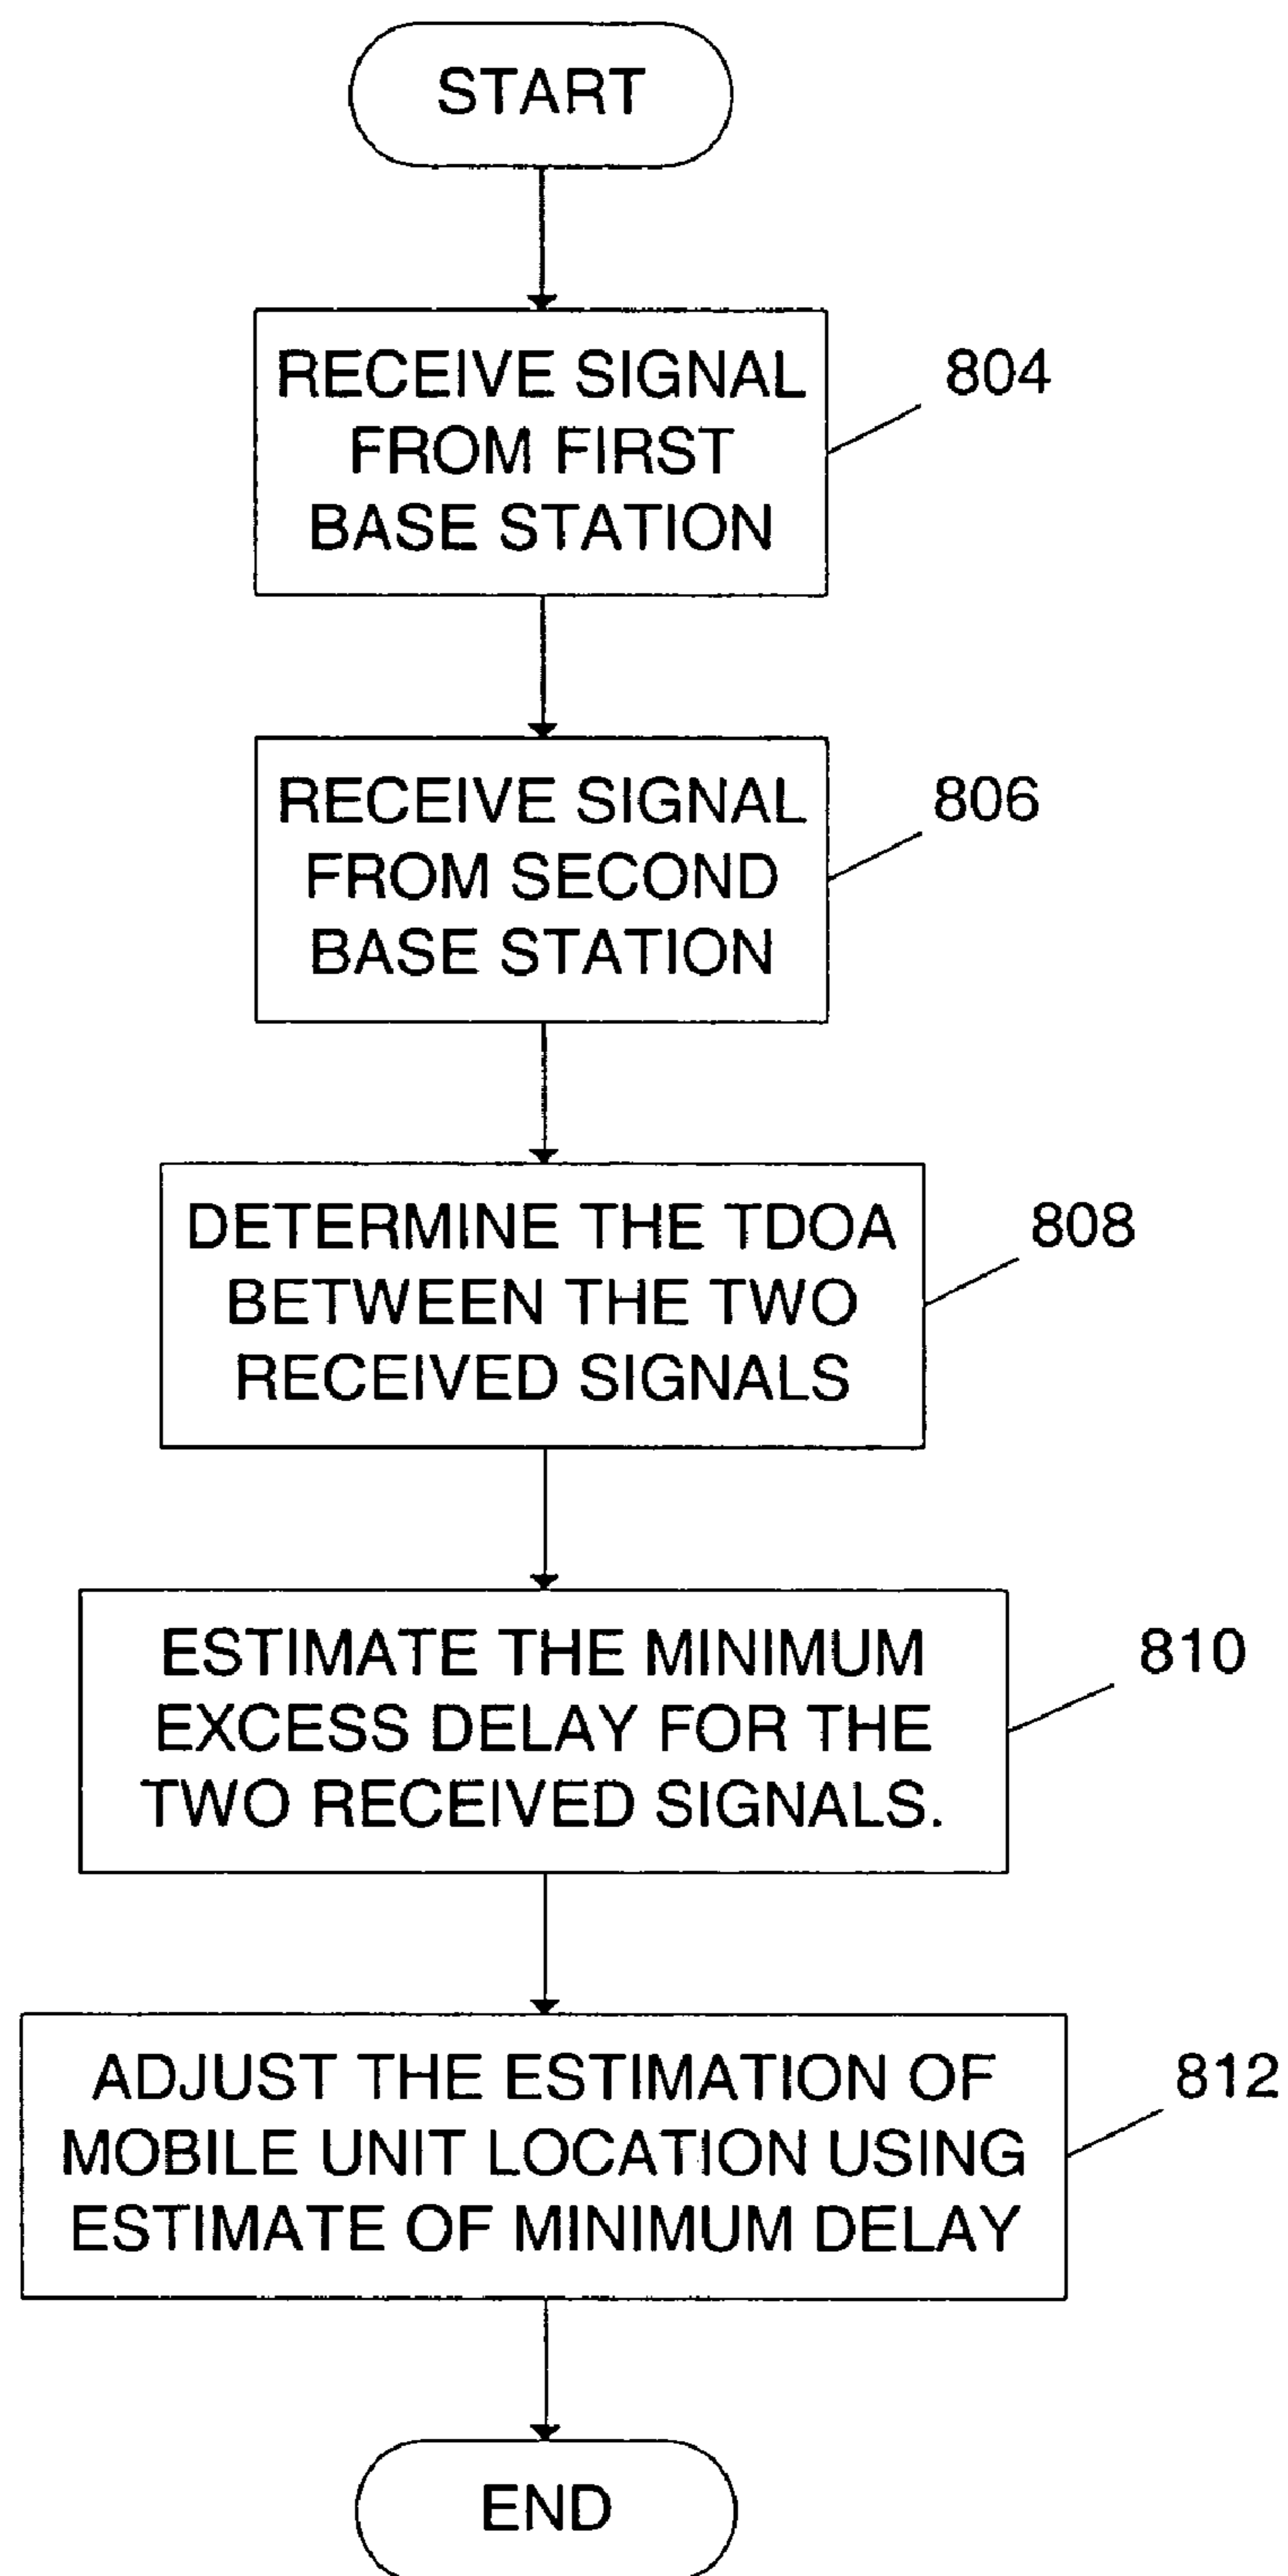 START
RECEIVE SIGNAL
FROM FIRST
BASE STATION
804
RECEIVE SIGNAL
FROM SECOND
BASE STATION
806
DETERMINE THE TDOA
BETWEEN THE TWO
RECEIVED SIGNALS
808
ESTIMATE THE MINIMUM
EXCESS DELAY FOR THE
TWO RECEIVED SIGNALS.
810
ADJUST THE ESTIMATION OF
MOBILE UNIT LOCATION USING
ESTIMATE OF MINIMUM DELAY
812
END